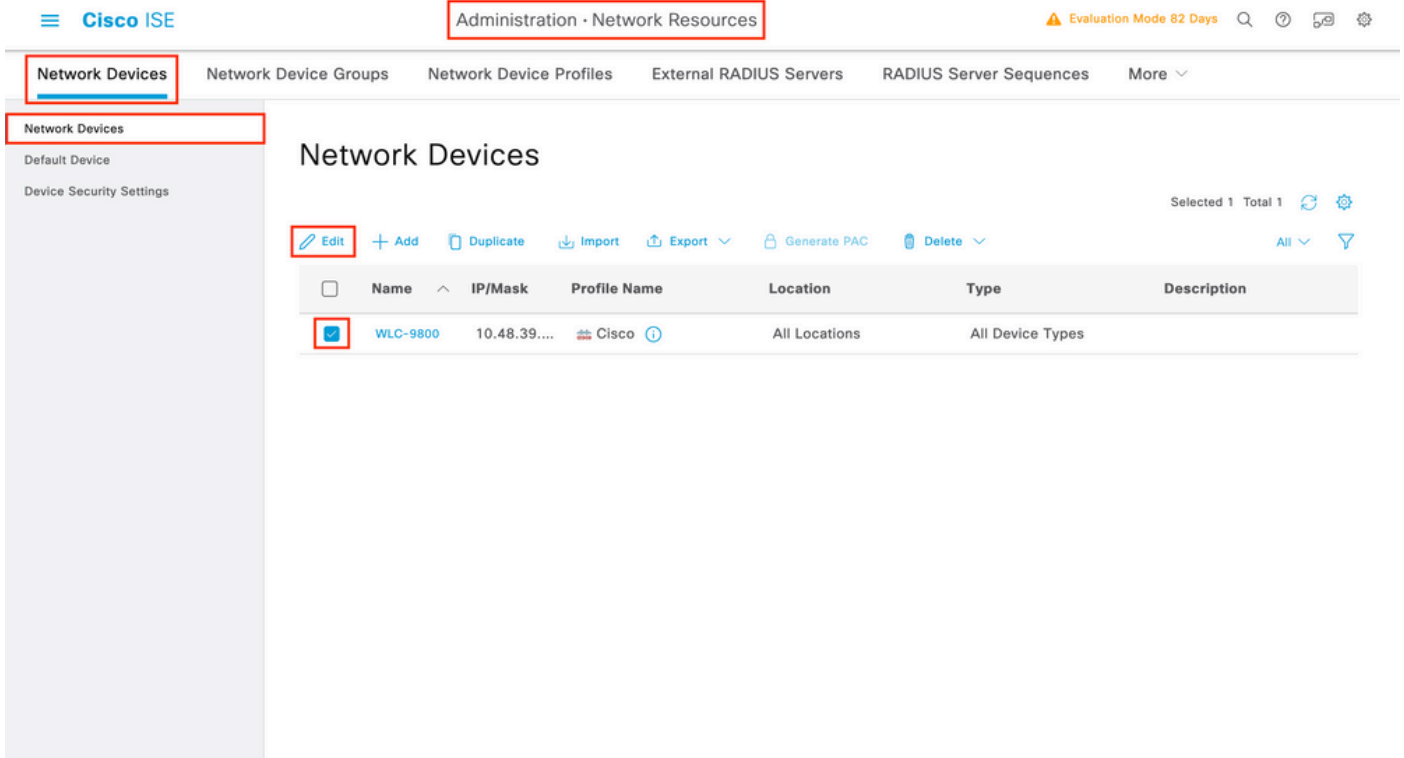 Cisco ISE
Administration · Network Resources
Evaluation Mode 82 Days
Network Devices
Network Device Groups
Network Device Profiles
External RADIUS Servers
RADIUS Server Sequences
More
Network Devices
Default Device
Device Security Settings
Network Devices
Selected 1 Total 1
Edit
Add
Duplicate
Import
Export
Generate PAC
Delete
All
Name IP/Mask Profile Name Location Type Description
WLC-9800 10.48.39.... Cisco All Locations All Device Types